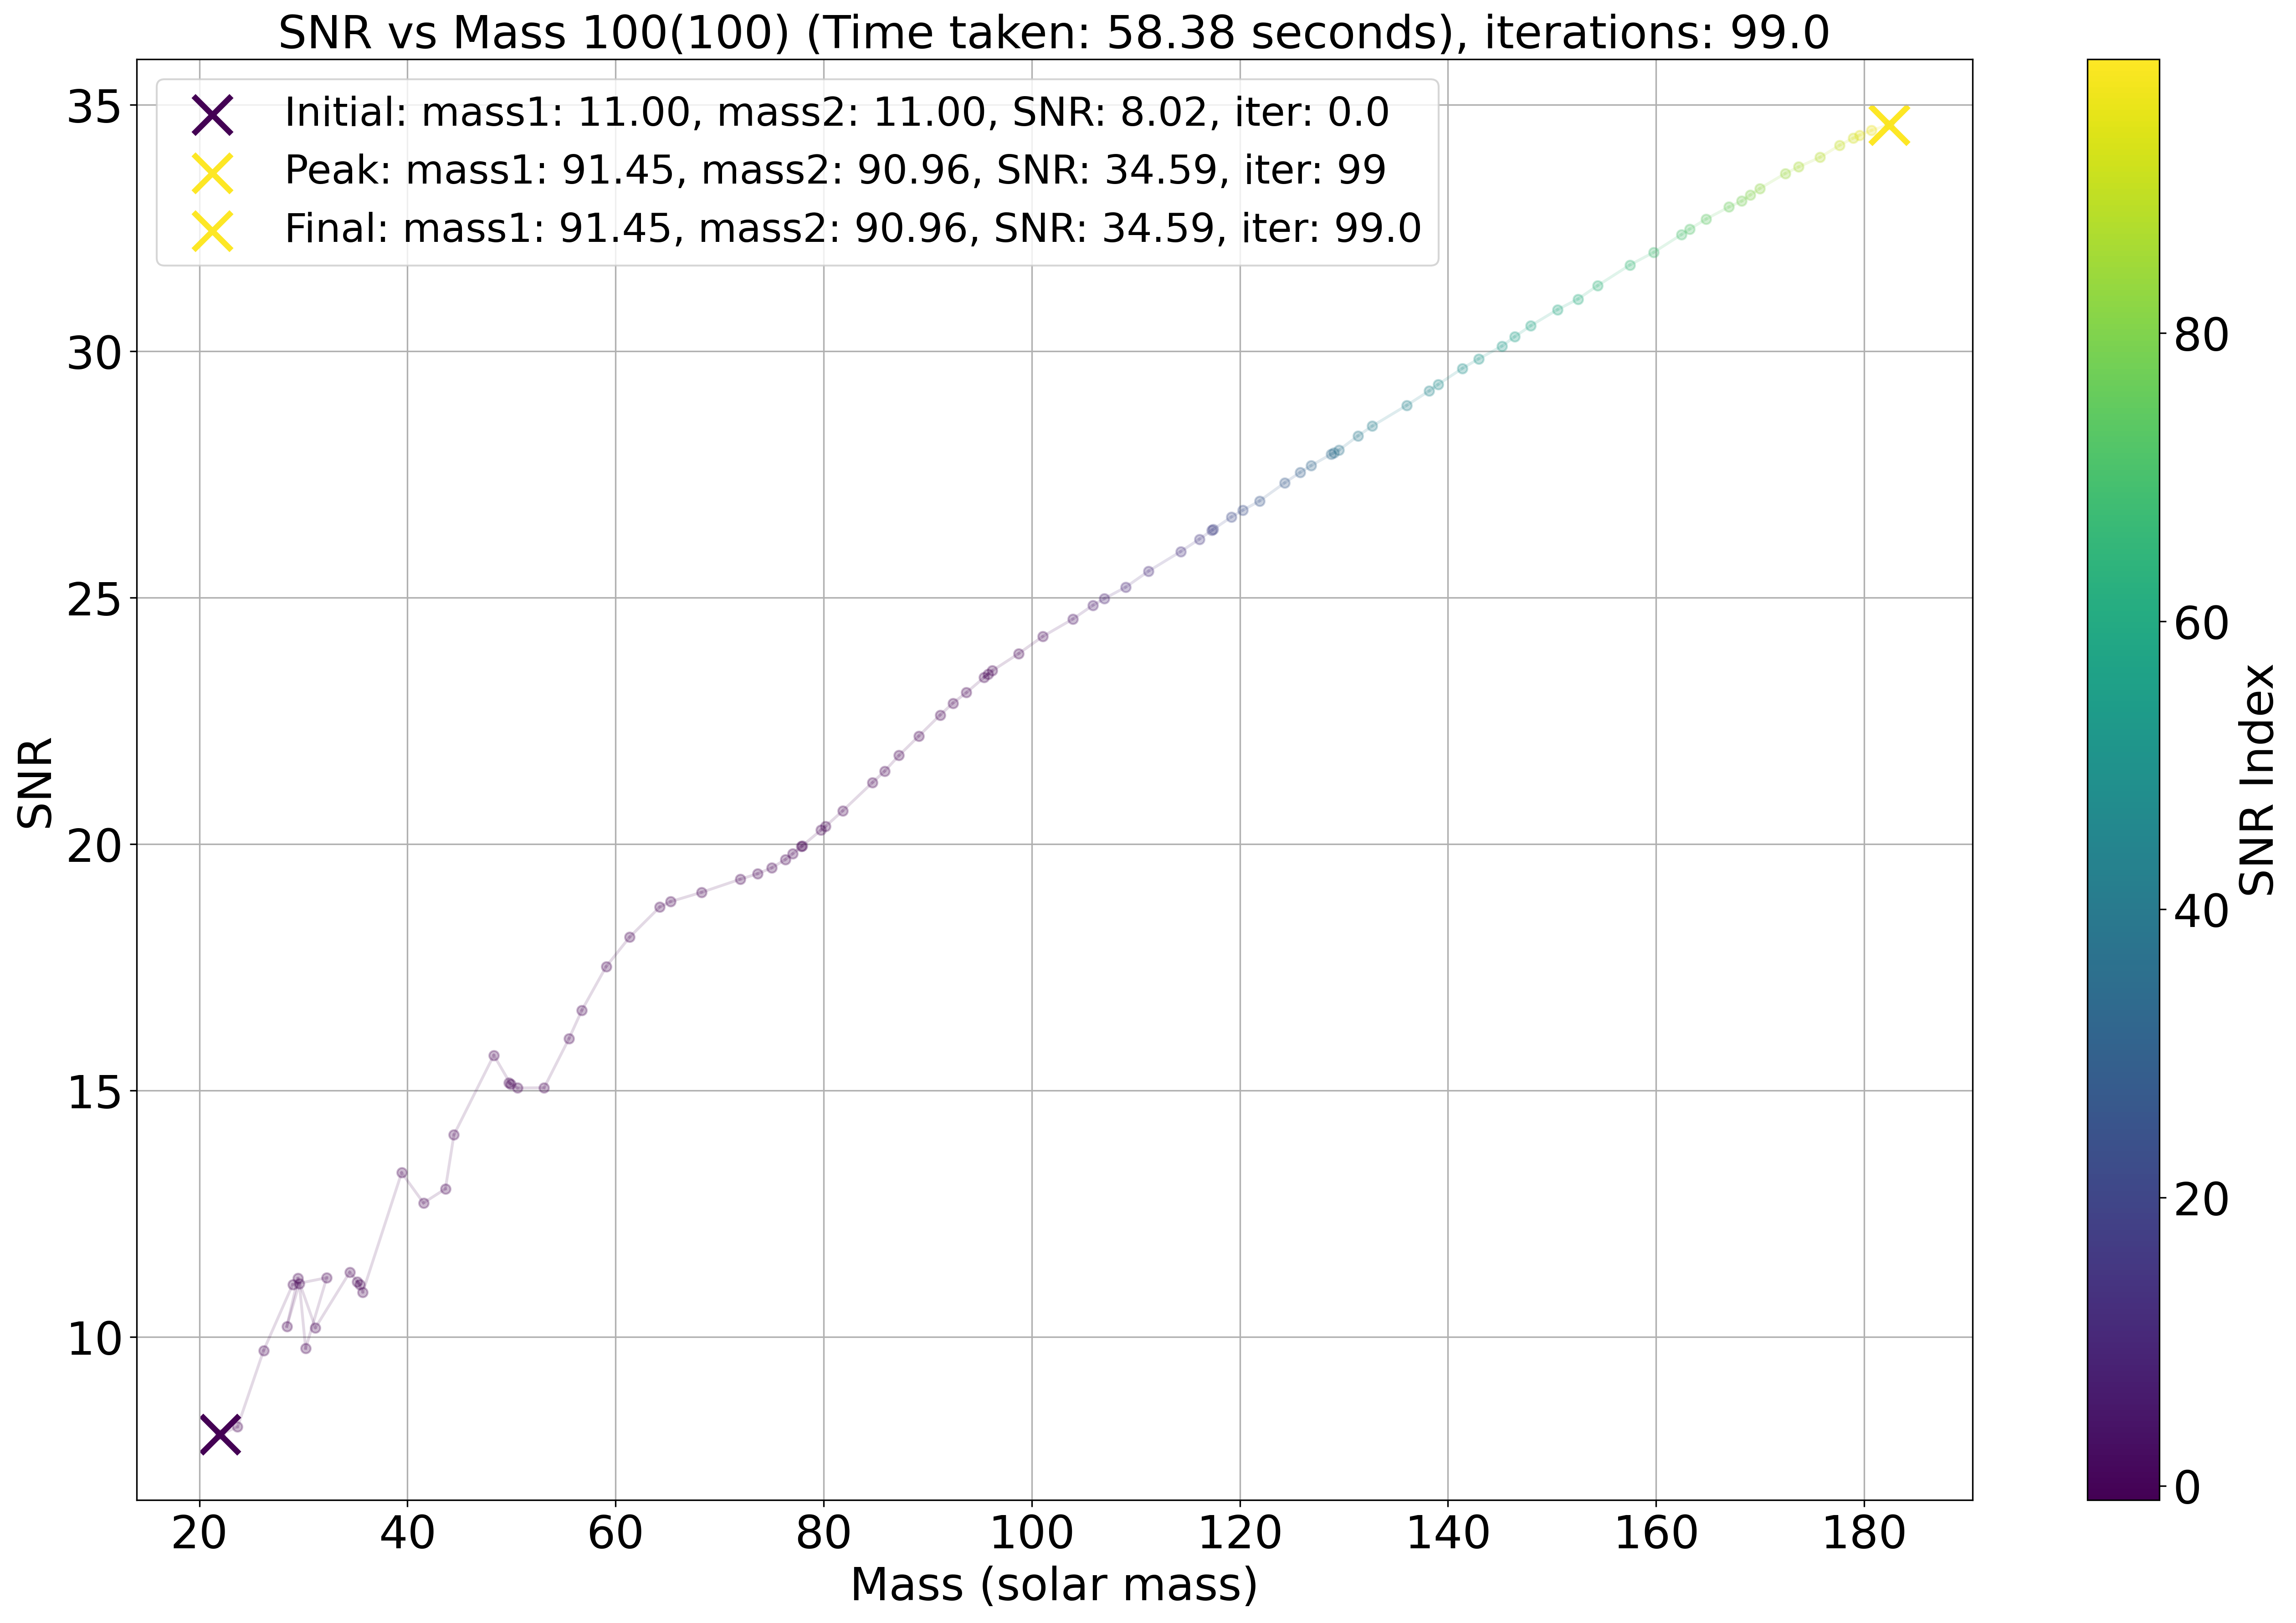 SNR vs Mass 100(100) (Time taken: 58.38 seconds), iterations: 99.0
Initial: mass1: 11.00, mass2: 11.00, SNR: 8.02, iter: 0.0
Peak: mass1: 91.45, mass2: 90.96, SNR: 34.59, iter: 99
Final: mass1: 91.45, mass2: 90.96, SNR: 34.59, iter: 99.0
SNR
35
30
25
20
15
10
20 40 60 80 100 120 140 160 180
Mass (solar mass)
80
60
40
20
0
SNR Index